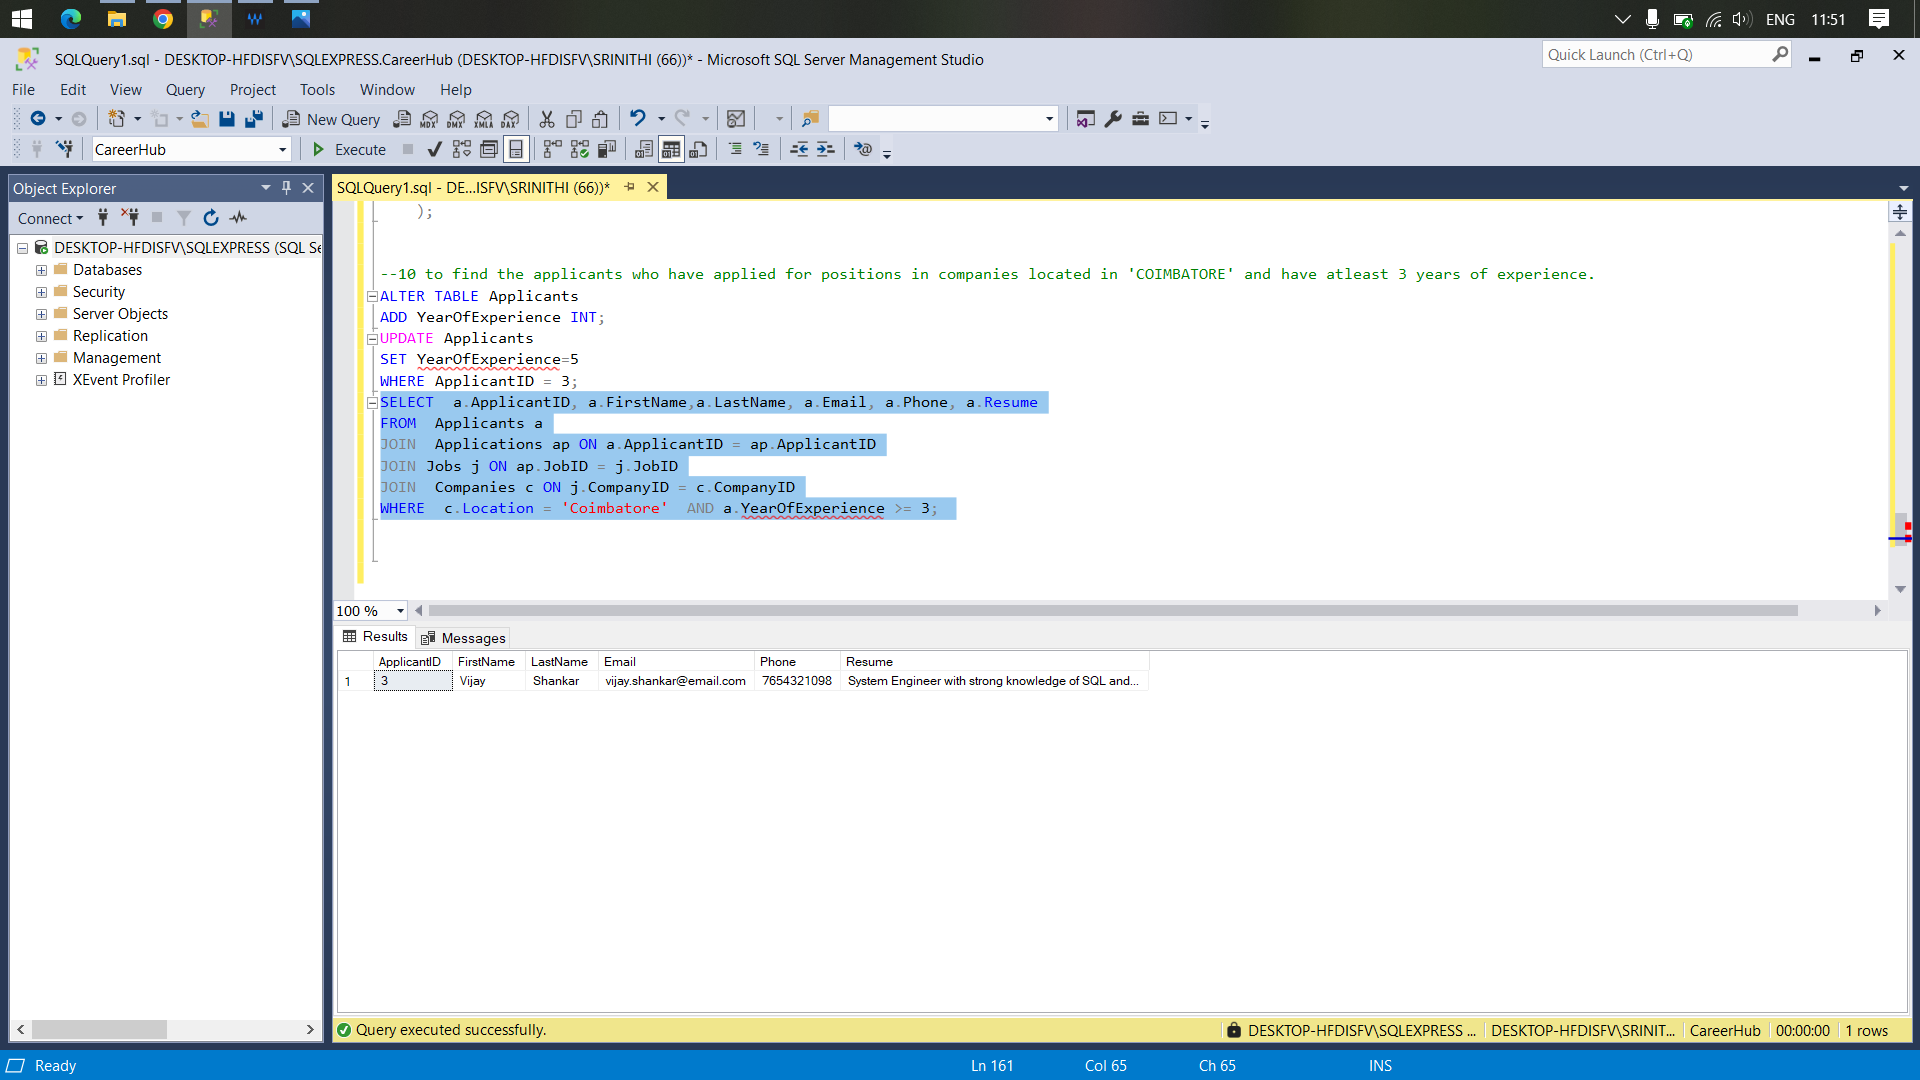 ENG 11:51
SQLQuery1.sql - DESKTOP-HFDISFV\SQLEXPRESS.CareerHub (DESKTOP-HFDISFV\SRINITHI (66))* - Microsoft SQL Server Management Studio
Quick Launch (Ctrl+Q)
File Edit View Query Project Tools Window Help
New Query MDX DMX XMLA DAX
CareerHub Execute
Object Explorer
SQLQuery1.sql - DE...ISFV\SRINITHI (66))*
Connect
DESKTOP-HFDISFV\SQLEXPRESS (SQL Se
Databases
Security
Server Objects
Replication
Management
XEvent Profiler
);
--10 to find the applicants who have applied for positions in companies located in 'COIMBATORE' and have atleast 3 years of experience.
ALTER TABLE Applicants
ADD YearOfExperience INT;
UPDATE Applicants
SET YearOfExperience=5
WHERE ApplicantID = 3;
SELECT  a.ApplicantID, a.FirstName,a.LastName, a.Email, a.Phone, a.Resume
FROM  Applicants a
JOIN  Applications ap ON a.ApplicantID = ap.ApplicantID
JOIN Jobs j ON ap.JobID = j.JobID
JOIN  Companies c ON j.CompanyID = c.CompanyID
WHERE  c.Location = 'Coimbatore'  AND a.YearOfExperience >= 3;
100 %
Results Messages
ApplicantID FirstName LastName Email Phone Resume
1 3 Vijay Shankar vijay.shankar@email.com 7654321098 System Engineer with strong knowledge of SQL and...
Query executed successfully. DESKTOP-HFDISFV\SQLEXPRESS ... DESKTOP-HFDISFV\SRINIT... CareerHub 00:00:00 1 rows
Ready Ln 161 Col 65 Ch 65 INS